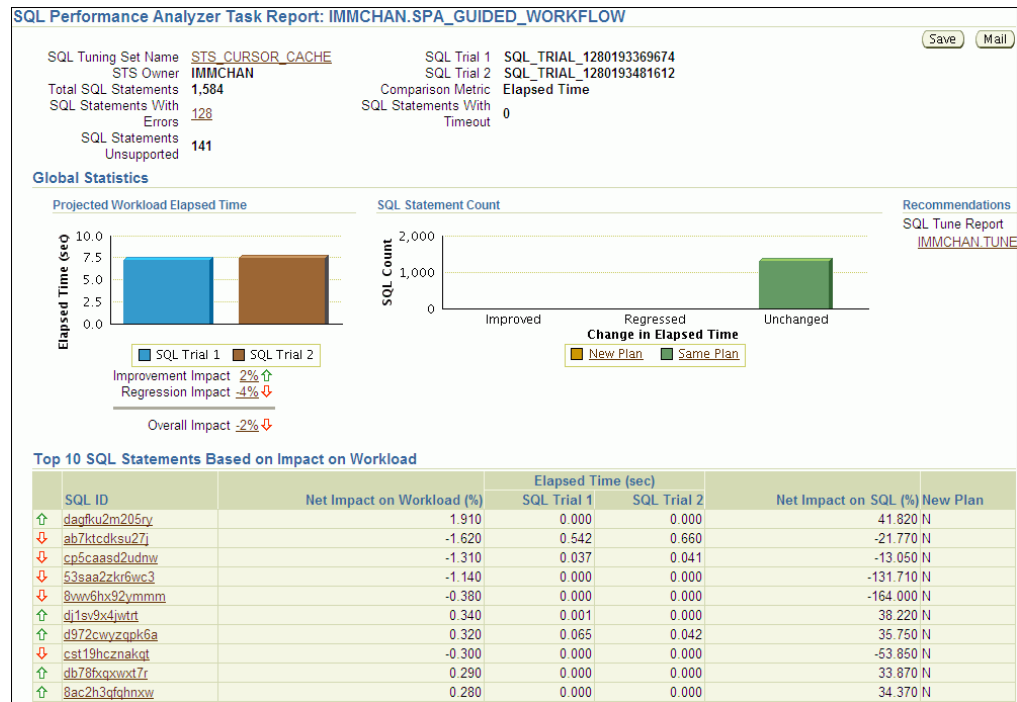 SQL Performance Analyzer Task Report: IMMCHAN.SPA_GUIDED_WORKFLOW
Save Mail
SQL Tuning Set Name STS_CURSOR_CACHE
STS Owner IMMCHAN
Total SQL Statements 1,584
SQL Statements With Errors 128
SQL Statements Unsupported 141
SQL Trial 1 SQL_TRIAL_1280193369674
SQL Trial 2 SQL_TRIAL_1280193481612
Comparison Metric Elapsed Time
SQL Statements With Timeout 0
Global Statistics
Projected Workload Elapsed Time
Elapsed Time (sec)
10.0
7.5
5.0
2.5
0.0
SQL Trial 1 SQL Trial 2
Improvement Impact 2%
Regression Impact -4%
Overall Impact -2%
SQL Statement Count
SQL Count
2,000
1,000
0
Improved Regressed Unchanged
Change in Elapsed Time
New Plan Same Plan
Recommendations
SQL Tune Report
IMMCHAN.TUNE
Top 10 SQL Statements Based on Impact on Workload
Elapsed Time (sec)
SQL ID Net Impact on Workload (%) SQL Trial 1 SQL Trial 2 Net Impact on SQL (%) New Plan
dagfku2m205ry 1.910 0.000 0.000 41.820 N
ab7ktcdksu27j -1.620 0.542 0.660 -21.770 N
cp5caasd2udnw -1.310 0.037 0.041 -13.050 N
53saa2zkr6wc3 -1.140 0.000 0.000 -131.710 N
8vwv6hx92ymmm -0.380 0.000 0.000 -164.000 N
dj1sv9x4jwtrt 0.340 0.001 0.000 38.220 N
d972cwyzqpk6a 0.320 0.065 0.042 35.750 N
cst19hcznakqt -0.300 0.000 0.000 -53.850 N
db78fxqxwxt7r 0.290 0.000 0.000 33.870 N
8ac2h3qfqhnxw 0.280 0.000 0.000 34.370 N